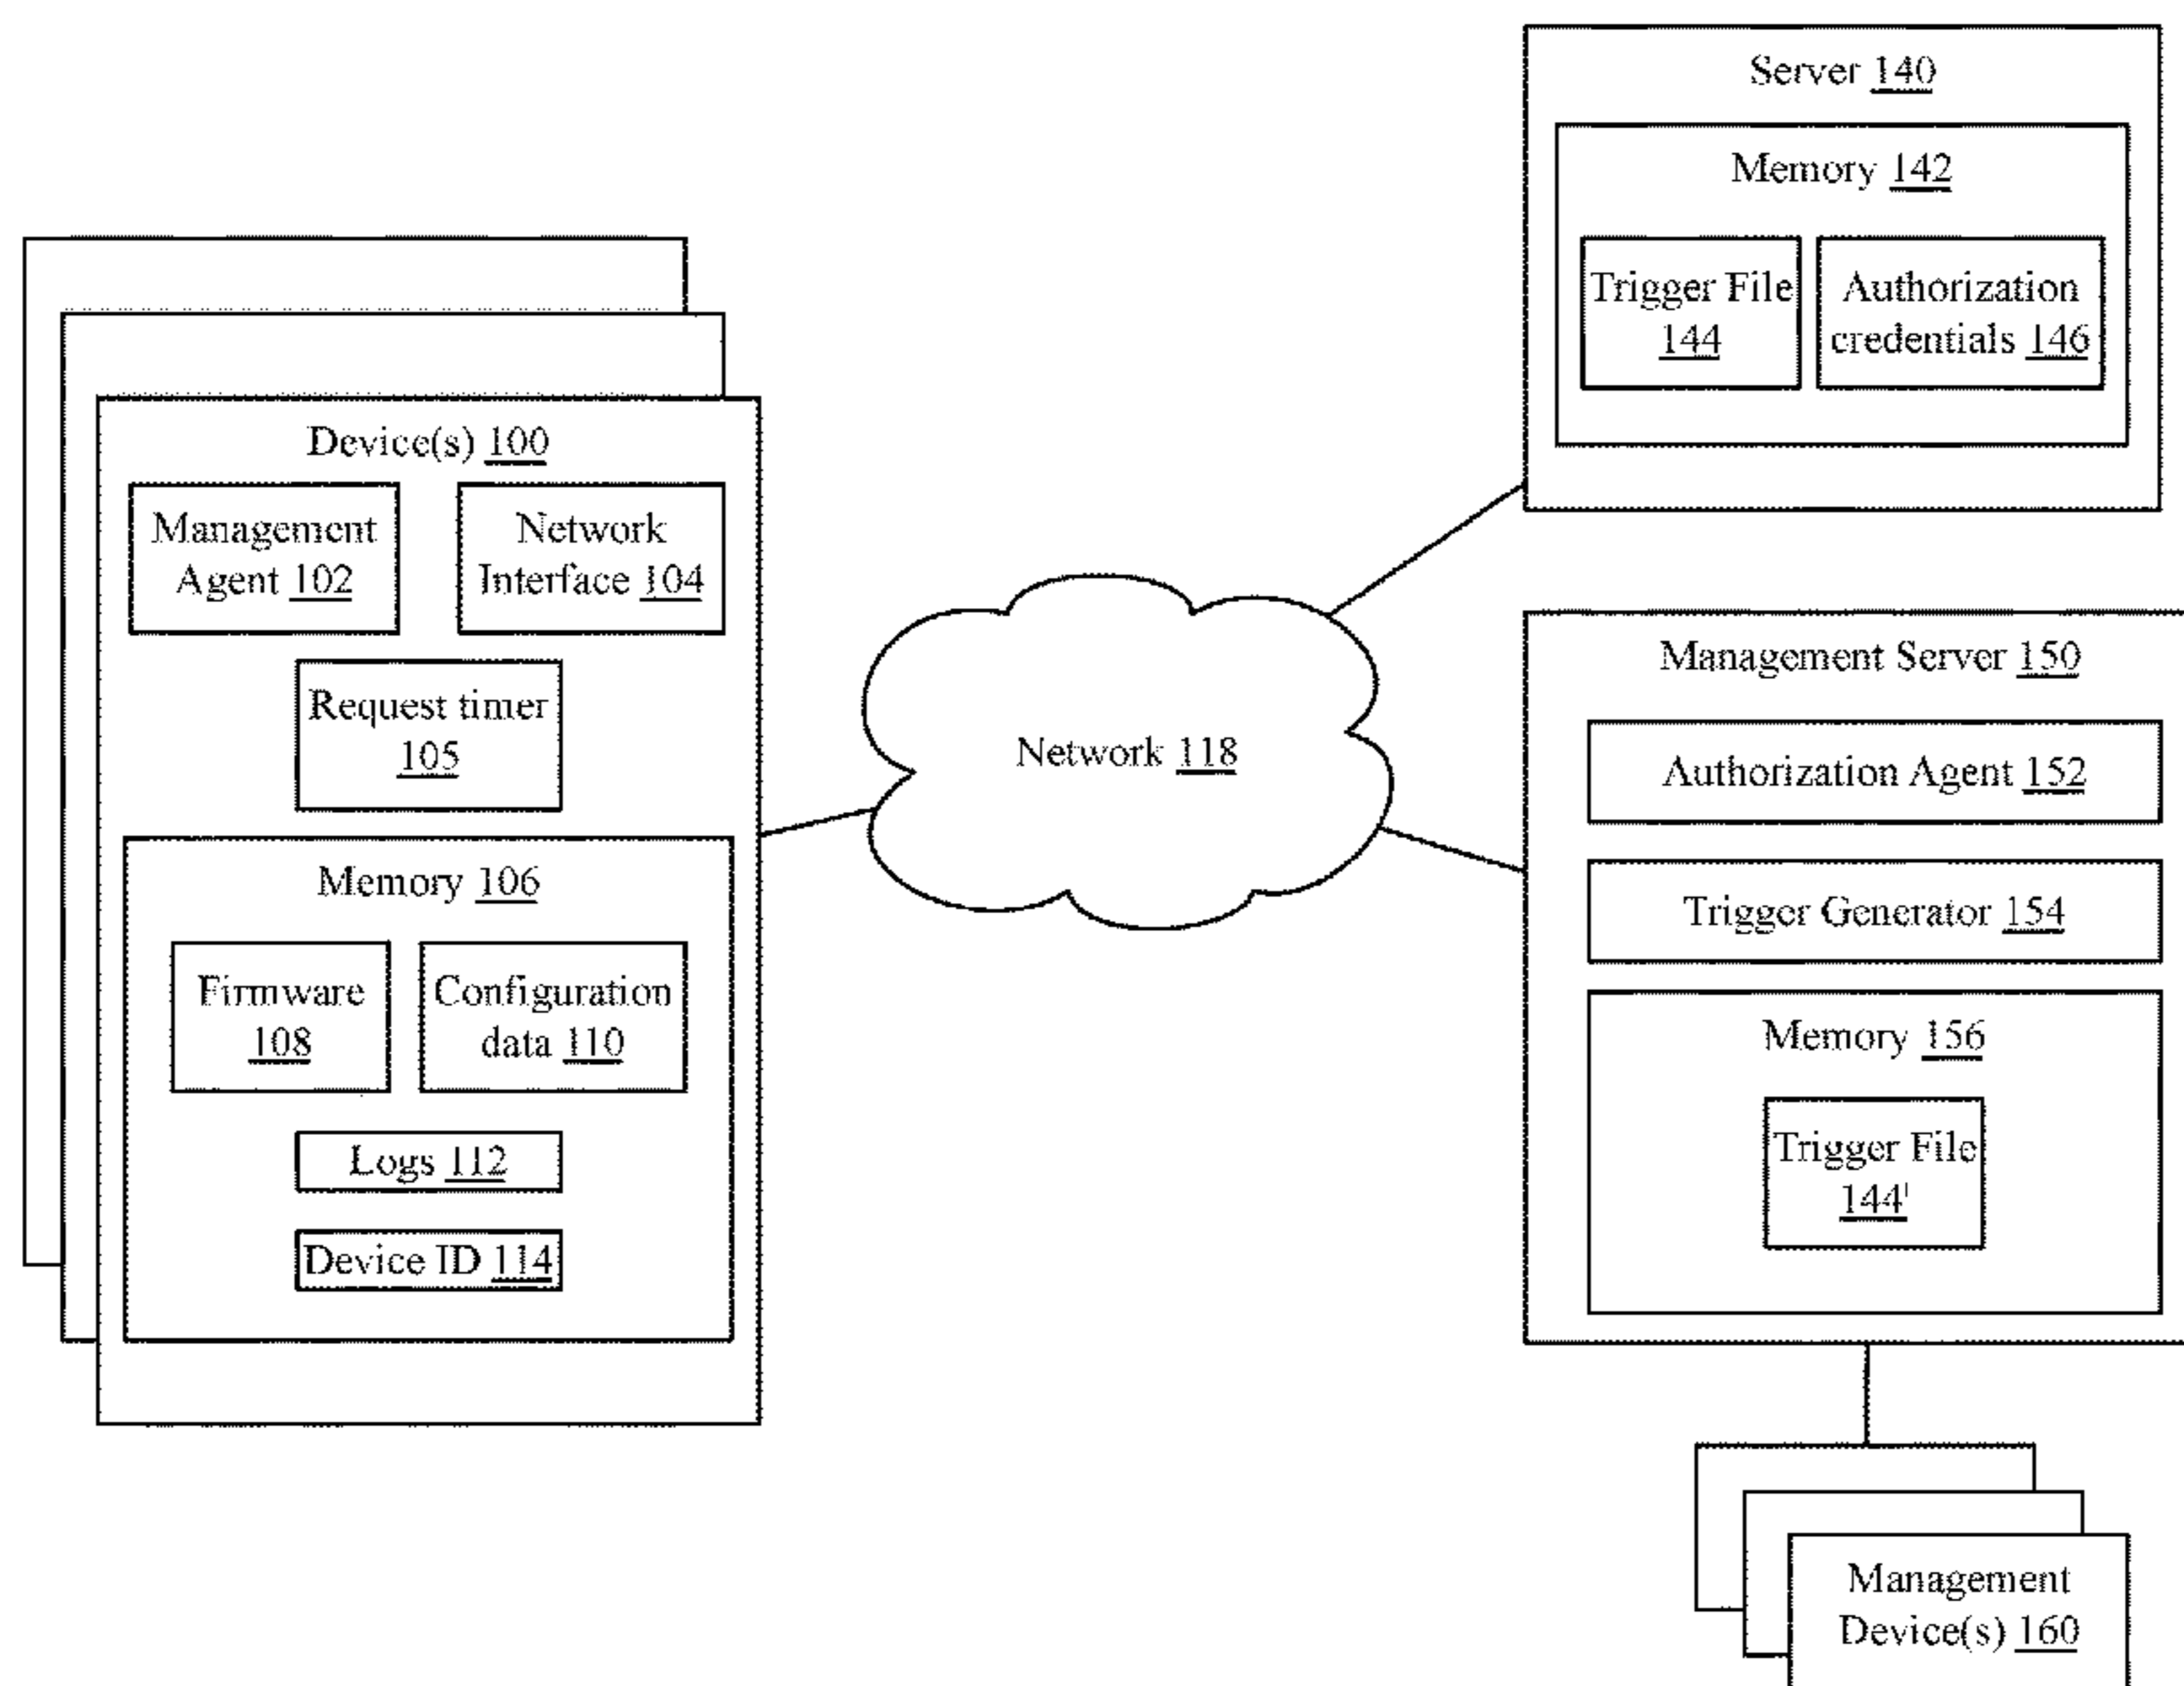 Device(s) 100
Management
Agent 102
Network
Interface 104
Request timer
105
Memory 106
Firmware
108
Configuration
data 110
Logs 112
Device ID 114
Network 118
Server 140
Memory 142
Trigger File
144
Authorization
credentials 146
Management Server 150
Authorization Agent 152
Trigger Generator 154
Memory 156
Trigger File
144'
Management
Device(s) 160